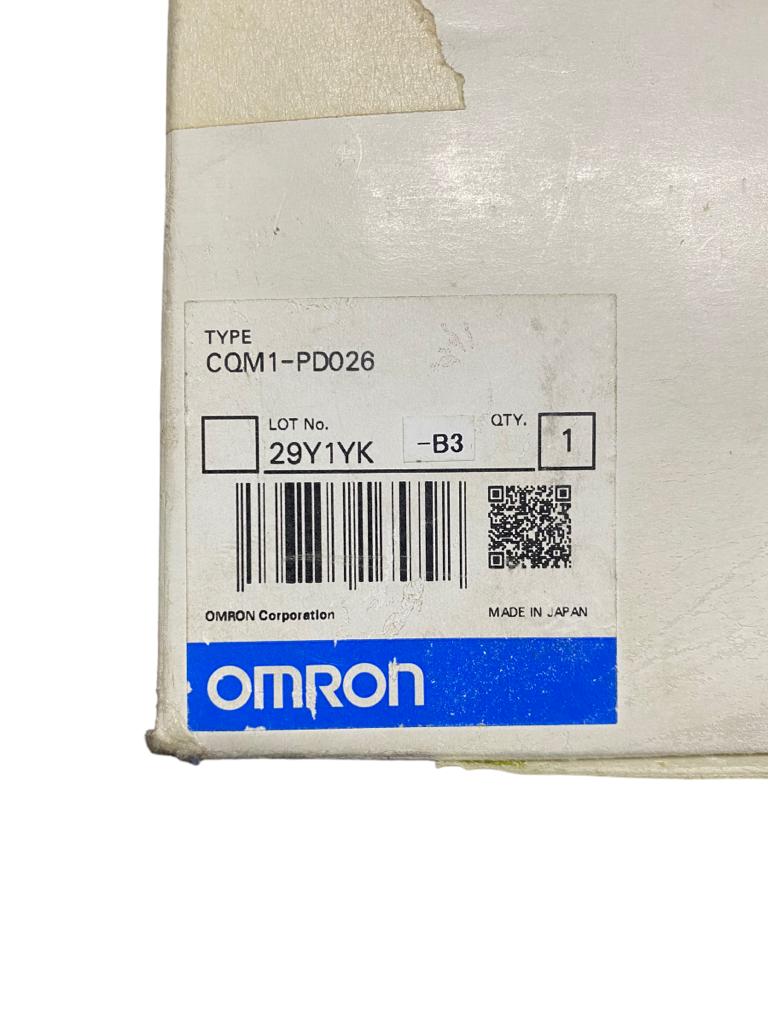 TYPE
CQM1-PD026
LOT No.
QTY.
29Y1YK
-B3
1
OMRON Corporation
MADE IN JAPAN
OMRON